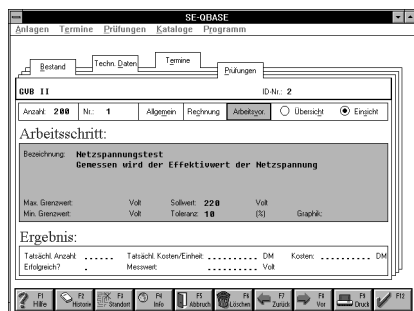 SE-QBASE
Anlagen Termine Prüfungen Kataloge Programm
Bestand Techn. Daten Termine Prüfungen
GVB II ID-Nr.: 2
Anzahl: 200 Nr.: 1 Allgemein Rechnung Arbeitsvor. Übersicht Einsicht
Arbeitsschritt:
Bezeichnung: Netzspannungstest
Gemessen wird der Effektivwert der Netzspannung
Max. Grenzwert: Volt Sollwert: 220 Volt
Min. Grenzwert: Volt Toleranz: 10 (%) Graphik:
Ergebnis:
Tatsächl. Anzahl ...... Tatsächl. Kosten/Einheit: .......... DM Kosten: .......... DM
Erfolgreich? . Messwert: .......... Volt
F1 Hilfe F2 Historie F3 Standort F4 Info F5 Abbruch F6 Löschen F7 Zurück F8 Vor F9 Druck F12